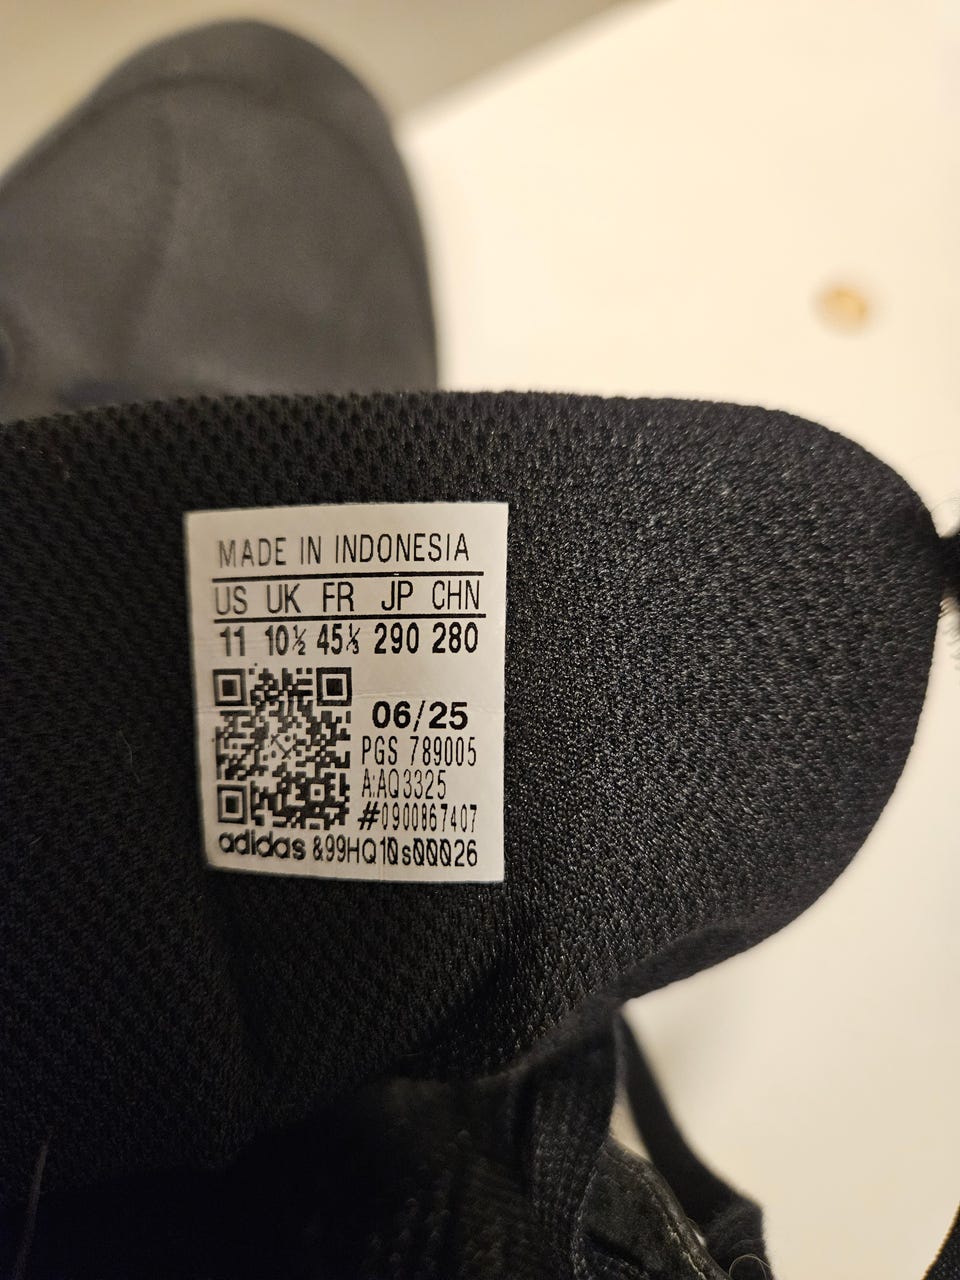 MADE IN INDONESIA
US UK FR JP CHN
11 10½ 45⅓ 290 280
06/25
PGS 789005
A:AQ3325
#0900867407
adidas &99HQ10s00026